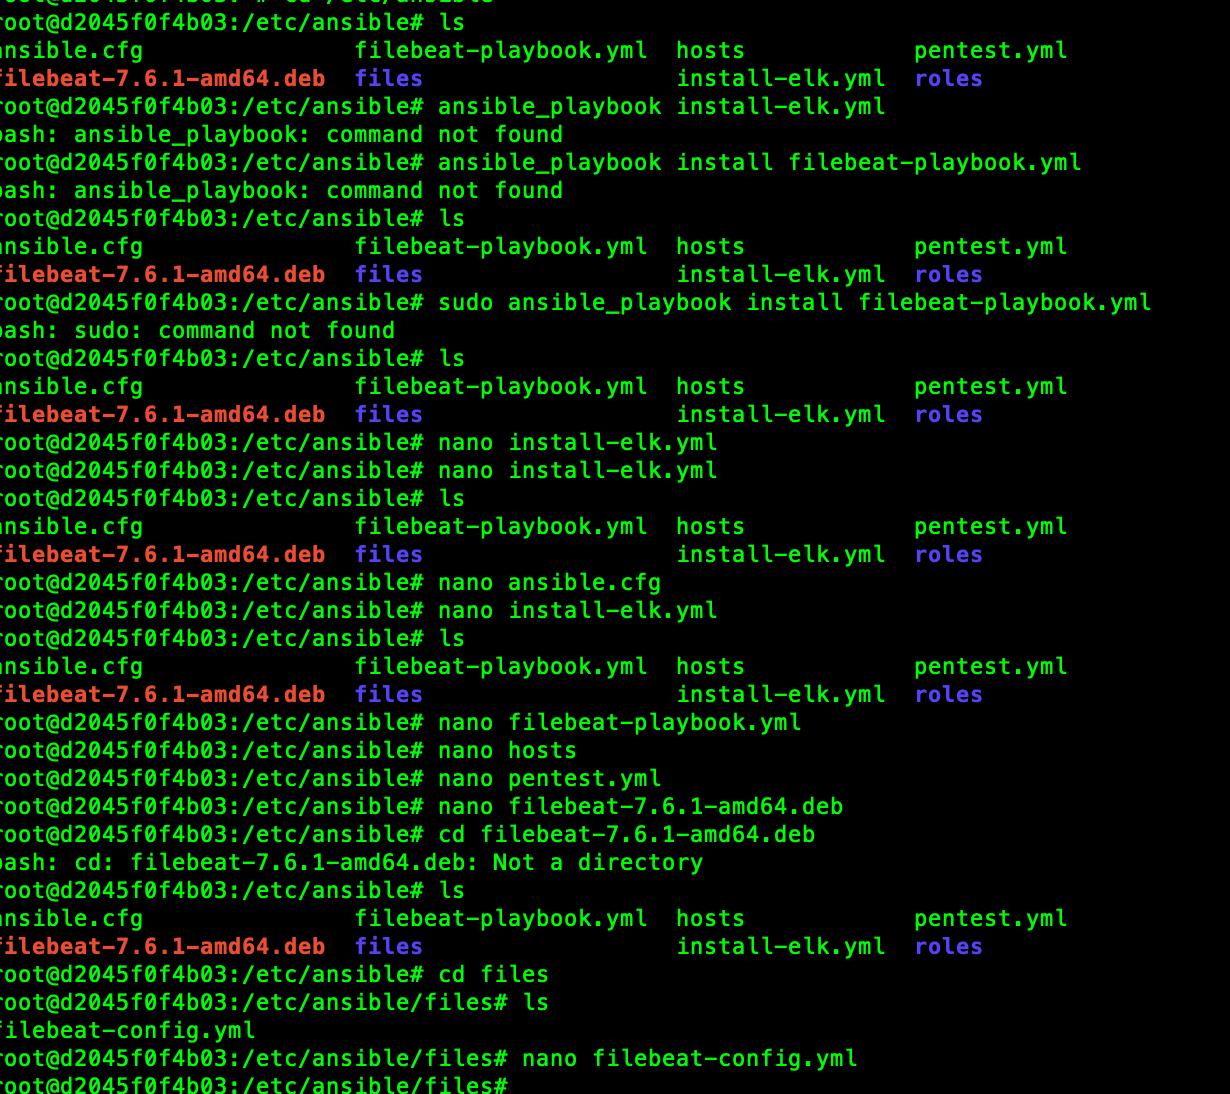 root@d2045f0f4b03:/etc/ansible# ls
ansible.cfg filebeat-playbook.yml hosts pentest.yml
filebeat-7.6.1-amd64.deb files install-elk.yml roles
root@d2045f0f4b03:/etc/ansible# ansible_playbook install-elk.yml
bash: ansible_playbook: command not found
root@d2045f0f4b03:/etc/ansible# ansible_playbook install filebeat-playbook.yml
bash: ansible_playbook: command not found
root@d2045f0f4b03:/etc/ansible# ls
ansible.cfg filebeat-playbook.yml hosts pentest.yml
filebeat-7.6.1-amd64.deb files install-elk.yml roles
root@d2045f0f4b03:/etc/ansible# sudo ansible_playbook install filebeat-playbook.yml
bash: sudo: command not found
root@d2045f0f4b03:/etc/ansible# ls
ansible.cfg filebeat-playbook.yml hosts pentest.yml
filebeat-7.6.1-amd64.deb files install-elk.yml roles
root@d2045f0f4b03:/etc/ansible# nano install-elk.yml
root@d2045f0f4b03:/etc/ansible# nano install-elk.yml
root@d2045f0f4b03:/etc/ansible# ls
ansible.cfg filebeat-playbook.yml hosts pentest.yml
filebeat-7.6.1-amd64.deb files install-elk.yml roles
root@d2045f0f4b03:/etc/ansible# nano ansible.cfg
root@d2045f0f4b03:/etc/ansible# nano install-elk.yml
root@d2045f0f4b03:/etc/ansible# ls
ansible.cfg filebeat-playbook.yml hosts pentest.yml
filebeat-7.6.1-amd64.deb files install-elk.yml roles
root@d2045f0f4b03:/etc/ansible# nano filebeat-playbook.yml
root@d2045f0f4b03:/etc/ansible# nano hosts
root@d2045f0f4b03:/etc/ansible# nano pentest.yml
root@d2045f0f4b03:/etc/ansible# nano filebeat-7.6.1-amd64.deb
root@d2045f0f4b03:/etc/ansible# cd filebeat-7.6.1-amd64.deb
bash: cd: filebeat-7.6.1-amd64.deb: Not a directory
root@d2045f0f4b03:/etc/ansible# ls
ansible.cfg filebeat-playbook.yml hosts pentest.yml
filebeat-7.6.1-amd64.deb files install-elk.yml roles
root@d2045f0f4b03:/etc/ansible# cd files
root@d2045f0f4b03:/etc/ansible/files# ls
filebeat-config.yml
root@d2045f0f4b03:/etc/ansible/files# nano filebeat-config.yml
root@d2045f0f4b03:/etc/ansible/files#